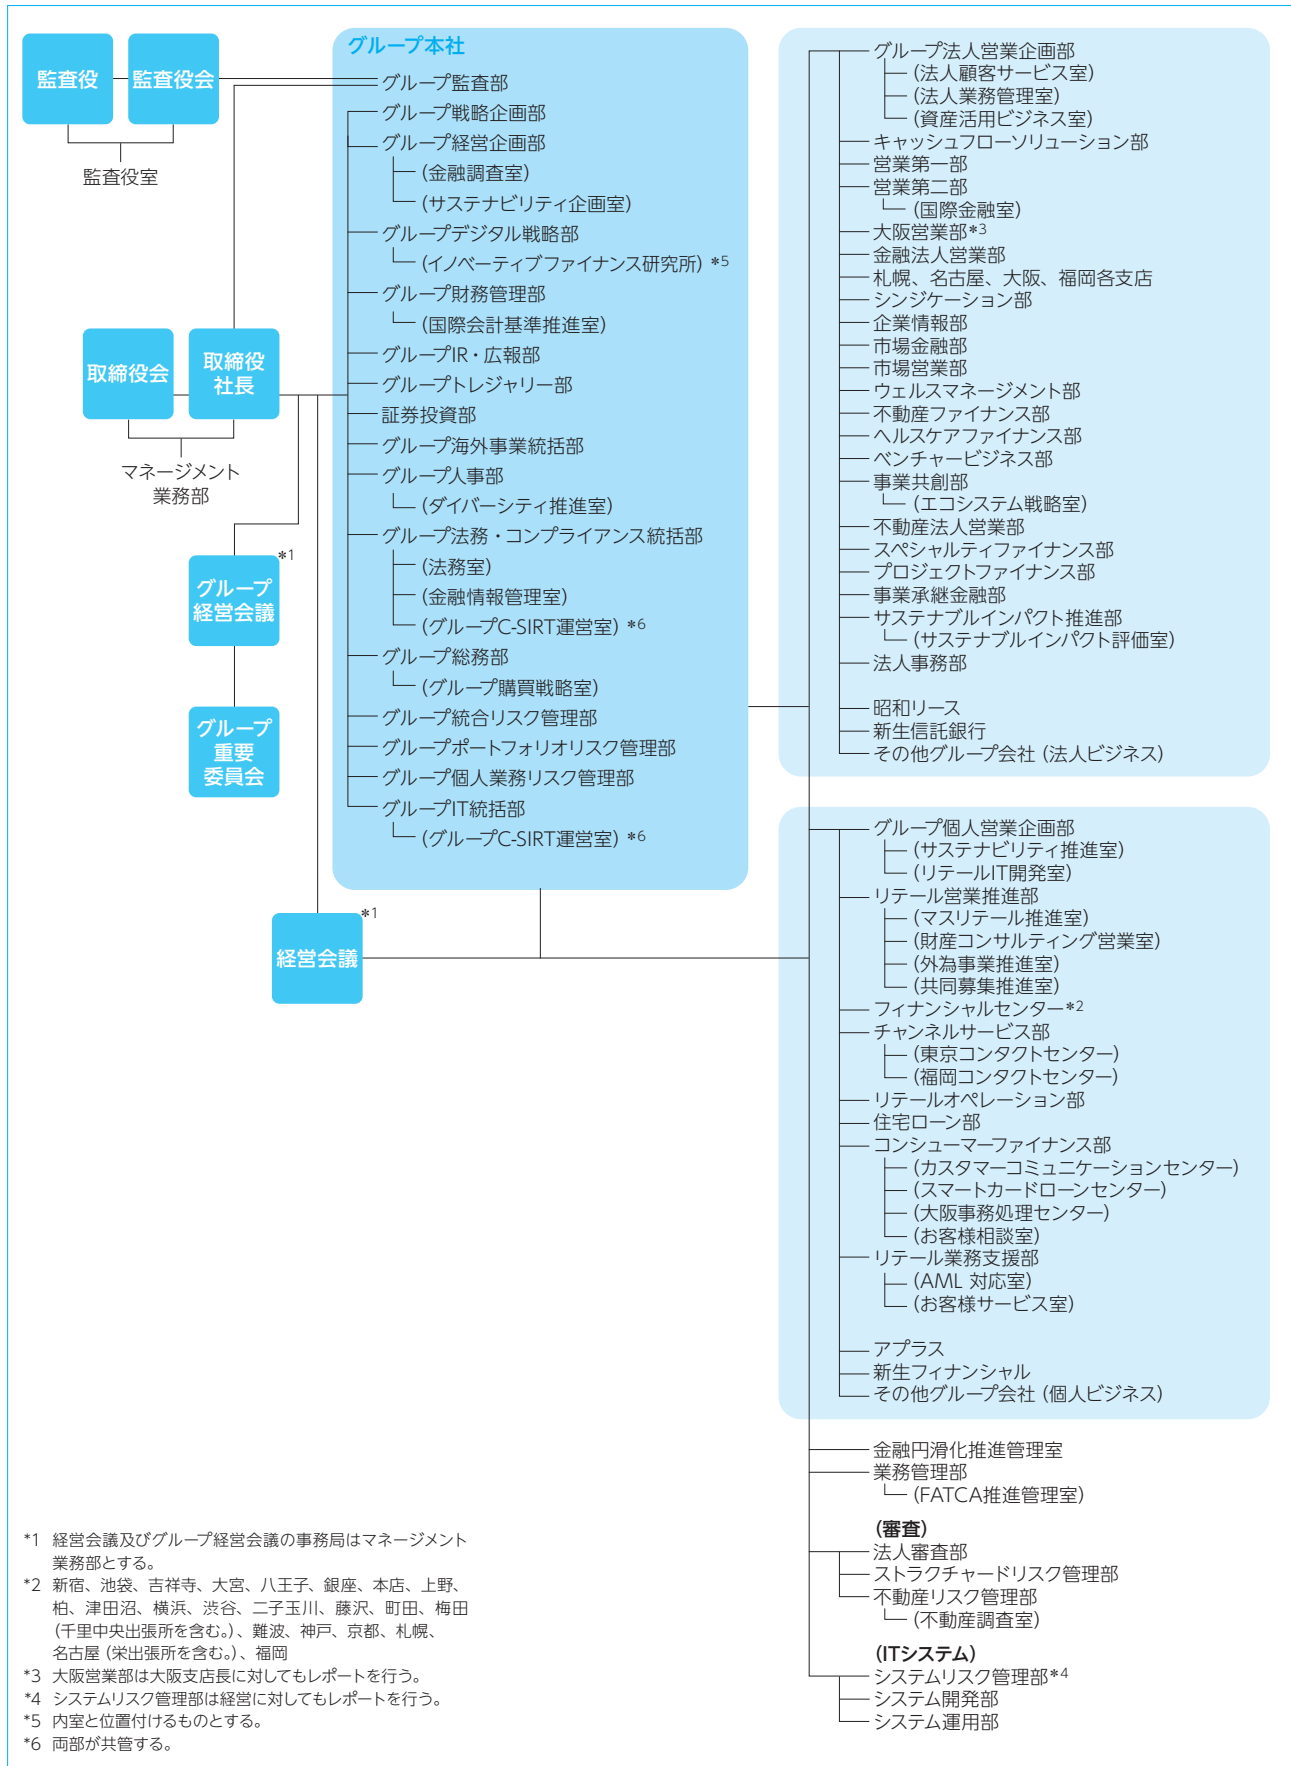 監査役
監査役会
監査役室
取締役会
取締役
社長
マネージメント
業務部
*1
グループ
経営会議
グループ
重要
委員会
*1
経営会議
グループ本社
グループ監査部
グループ戦略企画部
グループ経営企画部
(金融調査室)
(サステナビリティ企画室)
グループデジタル戦略部
(イノベーティブファイナンス研究所) *5
グループ財務管理部
(国際会計基準推進室)
グループIR・広報部
グループトレジャリー部
証券投資部
グループ海外事業統括部
グループ人事部
(ダイバーシティ推進室)
グループ法務・コンプライアンス統括部
(法務室)
(金融情報管理室)
(グループC-SIRT運営室) *6
グループ総務部
(グループ購買戦略室)
グループ統合リスク管理部
グループポートフォリオリスク管理部
グループ個人業務リスク管理部
グループIT統括部
(グループC-SIRT運営室) *6
グループ法人営業企画部
(法人顧客サービス室)
(法人業務管理室)
(資産活用ビジネス室)
キャッシュフローソリューション部
営業第一部
営業第二部
(国際金融室)
大阪営業部*3
金融法人営業部
札幌、名古屋、大阪、福岡各支店
シンジケーション部
企業情報部
市場金融部
市場営業部
ウェルスマネージメント部
不動産ファイナンス部
ヘルスケアファイナンス部
ベンチャービジネス部
事業共創部
(エコシステム戦略室)
不動産法人営業部
スペシャルティファイナンス部
プロジェクトファイナンス部
事業承継金融部
サステナブルインパクト推進部
(サステナブルインパクト評価室)
法人事務部
昭和リース
新生信託銀行
その他グループ会社 (法人ビジネス)
グループ個人営業企画部
(サステナビリティ推進室)
(リテールIT開発室)
リテール営業推進部
(マスリテール推進室)
(財産コンサルティング営業室)
(外為事業推進室)
(共同募集推進室)
フィナンシャルセンター*2
チャンネルサービス部
(東京コンタクトセンター)
(福岡コンタクトセンター)
リテールオペレーション部
住宅ローン部
コンシューマーファイナンス部
(カスタマーコミュニケーションセンター)
(スマートカードローンセンター)
(大阪事務処理センター)
(お客様相談室)
リテール業務支援部
(AML 対応室)
(お客様サービス室)
アプラス
新生フィナンシャル
その他グループ会社 (個人ビジネス)
金融円滑化推進管理室
業務管理部
(FATCA推進管理室)
(審査)
法人審査部
ストラクチャードリスク管理部
不動産リスク管理部
(不動産調査室)
(ITシステム)
システムリスク管理部*4
システム開発部
システム運用部
*1 経営会議及びグループ経営会議の事務局はマネージメント
業務部とする。
*2 新宿、池袋、吉祥寺、大宮、八王子、銀座、本店、上野、
柏、津田沼、横浜、渋谷、二子玉川、藤沢、町田、梅田
(千里中央出張所を含む。)、難波、神戸、京都、札幌、
名古屋 (栄出張所を含む。)、福岡
*3 大阪営業部は大阪支店長に対してもレポートを行う。
*4 システムリスク管理部は経営に対してもレポートを行う。
*5 内室と位置付けるものとする。
*6 両部が共管する。